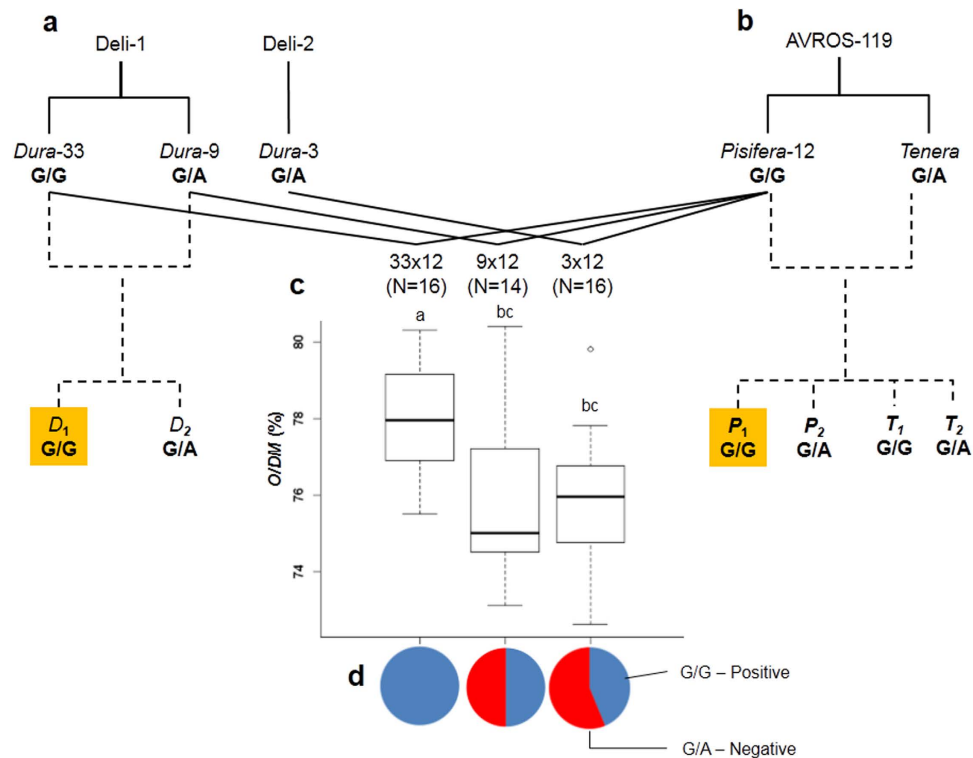 a
b
Deli-1
Deli-2
AVROS-119
Dura-33
Dura-9
Dura-3
Pisifera-12
Tenera
G/G
G/A
G/A
G/G
G/A
33x12
9x12
3x12
(N=16)
(N=14)
(N=16)
c
a
bc
bc
80
78
76
74
O/DM (%)
D1
D2
G/G
G/A
P1
P2
T1
T2
G/G
G/A
G/G
G/A
d
G/G – Positive
G/A – Negative